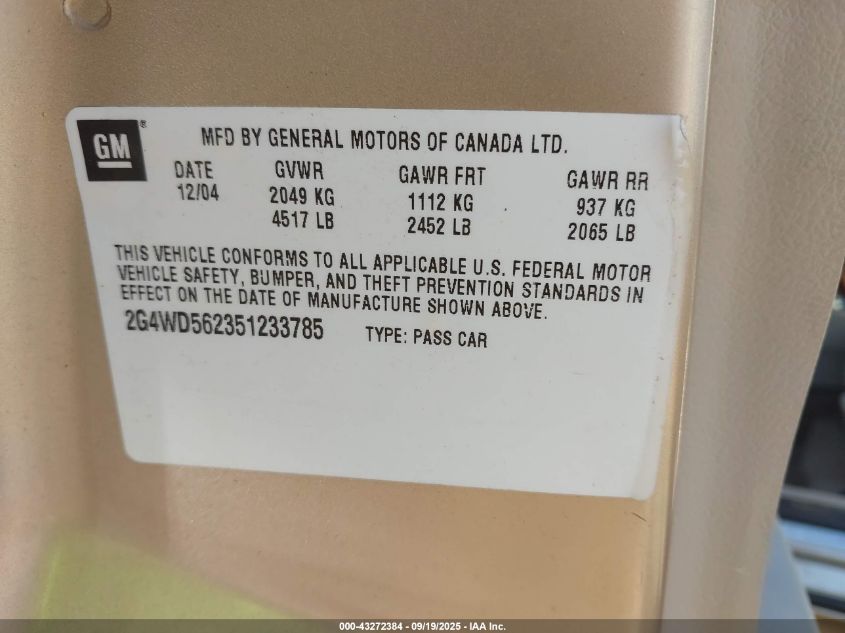 GM®
MFD BY GENERAL MOTORS OF CANADA LTD.
DATE GVWR GAWR FRT GAWR RR
12/04 2049 KG 1112 KG 937 KG
4517 LB 2452 LB 2065 LB
THIS VEHICLE CONFORMS TO ALL APPLICABLE U.S. FEDERAL MOTOR
VEHICLE SAFETY, BUMPER, AND THEFT PREVENTION STANDARDS IN
EFFECT ON THE DATE OF MANUFACTURE SHOWN ABOVE.
2G4WD562351233785 TYPE: PASS CAR
000-43272384 - 09/19/2025 - IAA Inc.